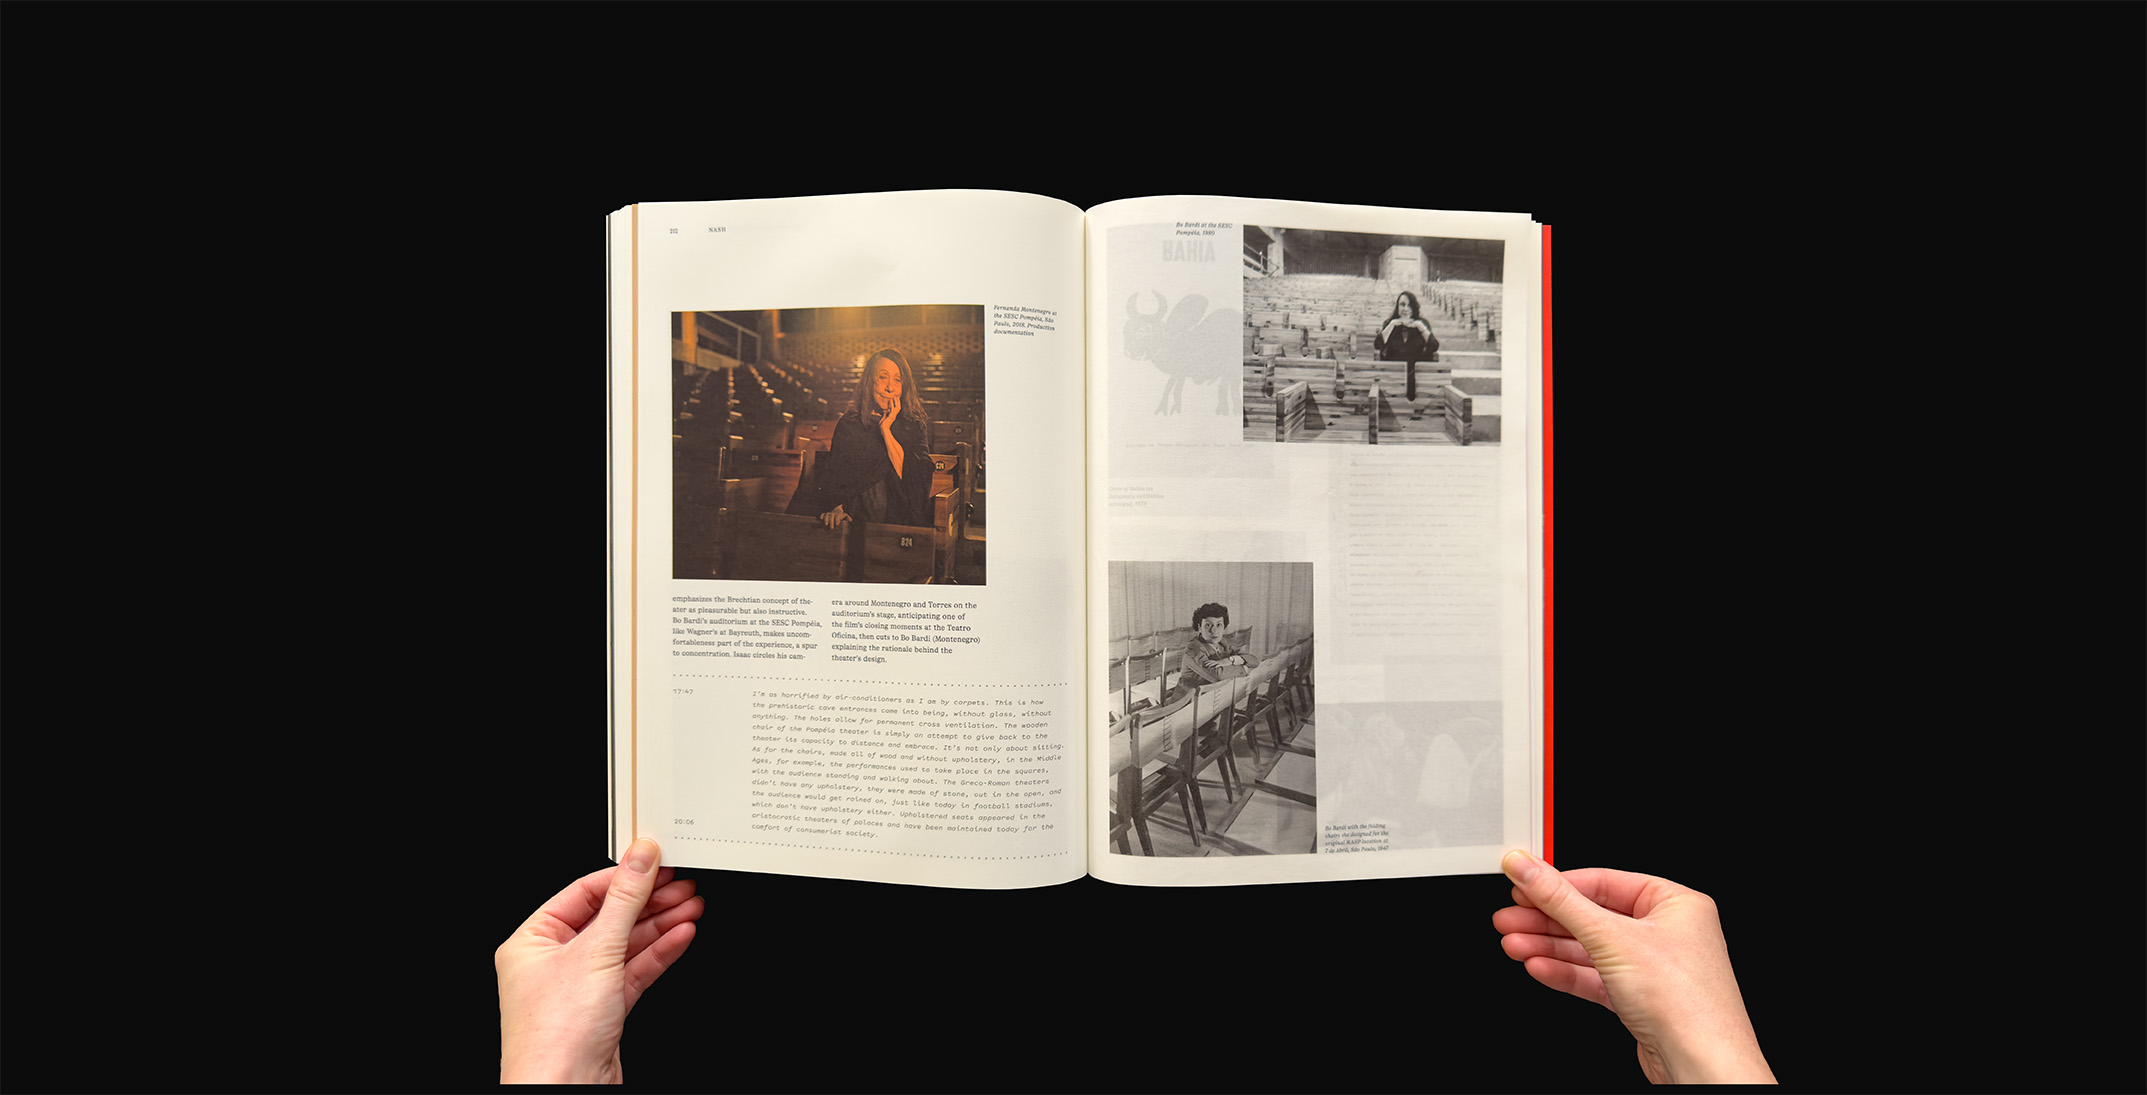 212
NASH
Fernanda Montenegro at
the SESC Pompéia, São
Paulo, 2018. Production
documentation
C24
B24
emphasizes the Brechtian concept of the-
ater as pleasurable but also instructive.
Bo Bardi's auditorium at the SESC Pompéia,
like Wagner's at Bayreuth, makes uncom-
fortableness part of the experience, a spur
to concentration. Isaac circles his cam-
era around Montenegro and Torres on the
auditorium's stage, anticipating one of
the film's closing moments at the Teatro
Oficina, then cuts to Bo Bardi (Montenegro)
explaining the rationale behind the
theater's design.
17:47
I'm as horrified by air-conditioners as I am by carpets. This is how
the prehistoric cave entrances came into being, without glass, without
anything. The holes allow for permanent cross ventilation. The wooden
chair of the Pompéia theater is simply an attempt to give back to the
theater its capacity to distance and embrace. It's not only about sitting.
As for the chairs, made all of wood and without upholstery, in the Middle
Ages, for example, the performances used to take place in the squares,
with the audience standing and walking about. The Greco-Roman theaters
didn't have any upholstery, they were made of stone, out in the open, and
the audience would get rained on, just like today in football stadiums,
which don't have upholstery either. Upholstered seats appeared in the
aristocratic theaters of palaces and have been maintained today for the
comfort of consumerist society.
20:06
Bo Bardi at the SESC
Pompéia, 1989
BAHIA
Bo Bardi with the folding
chairs she designed for the
original MASP location at
7 de Abril, São Paulo, 1947